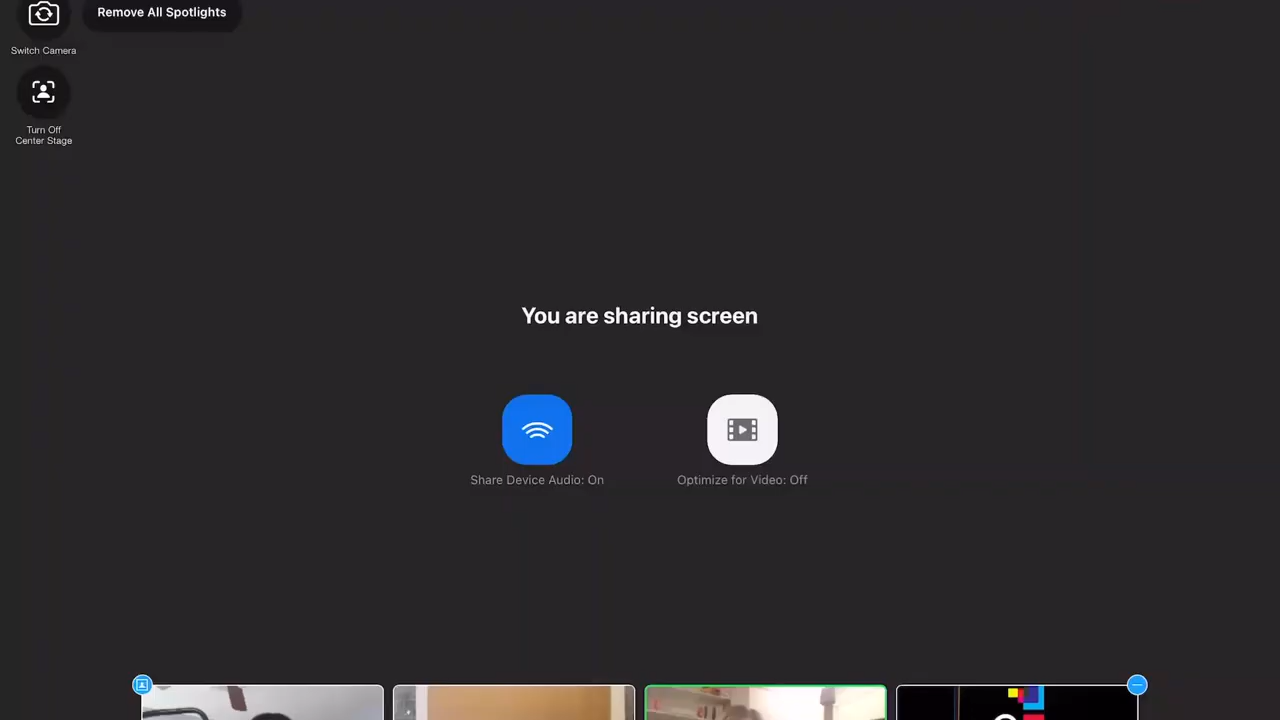 Remove All Spotlights
Switch Camera
Turn Off
Center Stage
You are sharing screen
Share Device Audio: On
Optimize for Video: Off